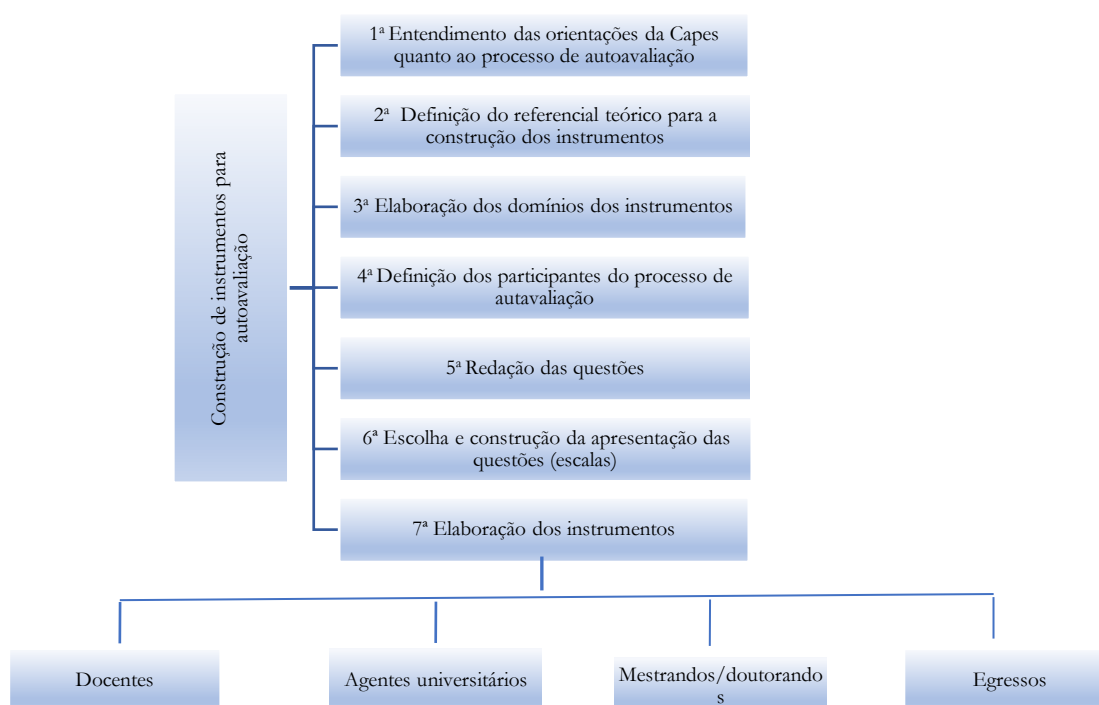 1ª Entendimento das orientações da Capes
quanto ao processo de autoavaliação
2ª Definição do referencial teórico para a
construção dos instrumentos
3ª Elaboração dos domínios dos instrumentos
4ª Definição dos participantes do processo de
autavaliação
5ª Redação das questões
6ª Escolha e construção da apresentação das
questões (escalas)
7ª Elaboração dos instrumentos
Construção de instrumentos para
autoavaliação
Docentes
Agentes universitários
Mestrandos/doutorando
s
Egressos